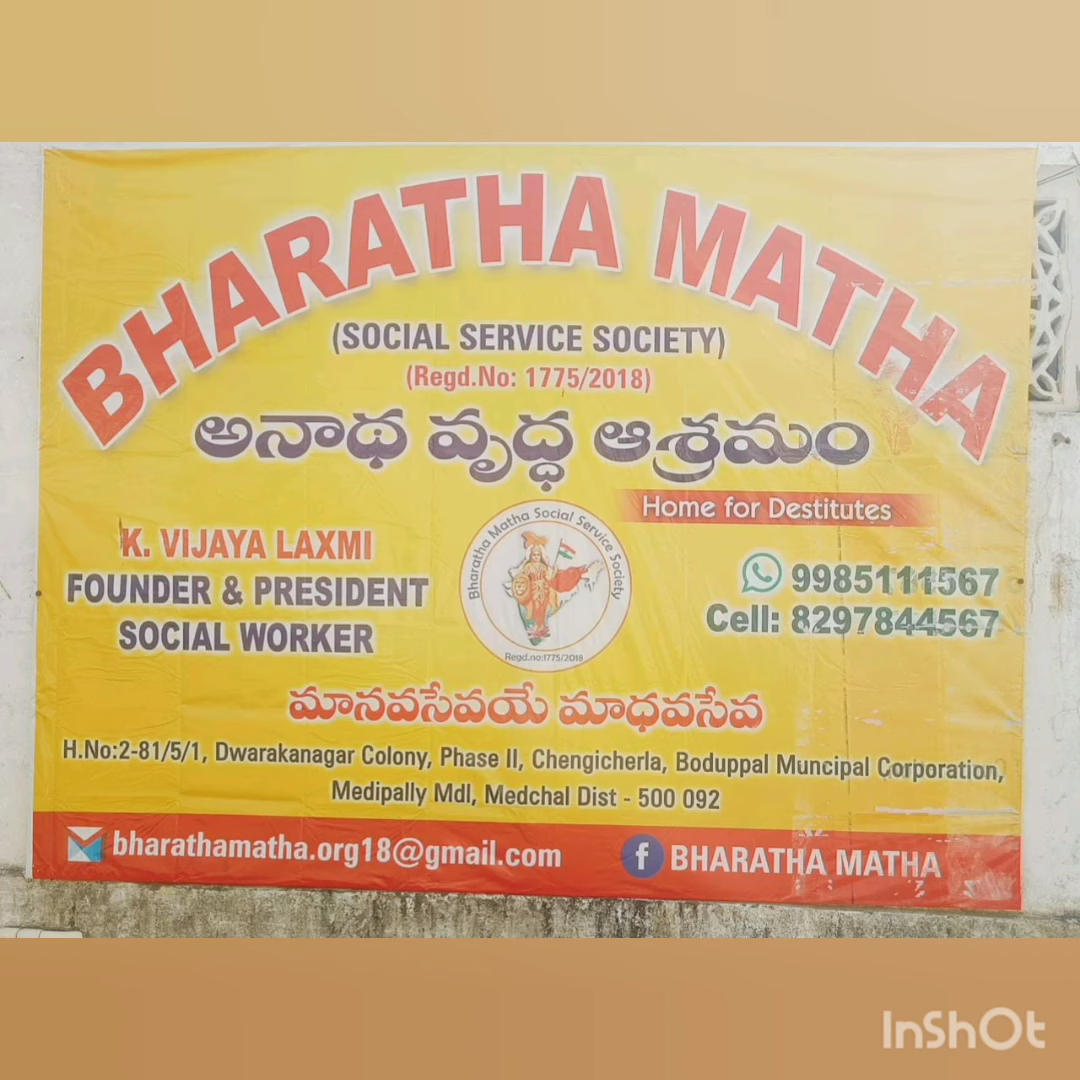 BHARATHA MATHA
(SOCIAL SERVICE SOCIETY)
(Regd.No: 1775/2018)
అనాథ వృద్ధ ఆశ్రమం
Home for Destitutes
K. VIJAYA LAXMI
FOUNDER & PRESIDENT
SOCIAL WORKER
Bharatha Matha Social Service Society
Regd.no:1775/2018
9985111567
Cell: 8297844567
మానవసేవయే మాధవసేవ
H.No:2-81/5/1, Dwarakanagar Colony, Phase II, Chengicherla, Boduppal Muncipal Corporation,
Medipally Mdl, Medchal Dist - 500 092
bharathamatha.org18@gmail.com
f BHARATHA MATHA
InShOt